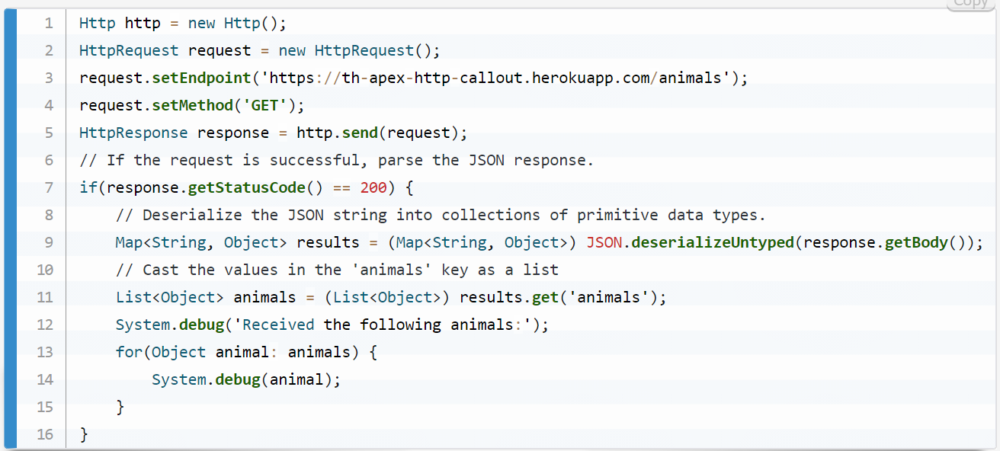 Copy
1 Http http = new Http();
2 HttpRequest request = new HttpRequest();
3 request.setEndpoint('https://th-apex-http-callout.herokuapp.com/animals');
4 request.setMethod('GET');
5 HttpResponse response = http.send(request);
6 // If the request is successful, parse the JSON response.
7 if(response.getStatusCode() == 200) {
8     // Deserialize the JSON string into collections of primitive data types.
9     Map<String, Object> results = (Map<String, Object>) JSON.deserializeUntyped(response.getBody());
10     // Cast the values in the 'animals' key as a list
11     List<Object> animals = (List<Object>) results.get('animals');
12     System.debug('Received the following animals:');
13     for(Object animal: animals) {
14         System.debug(animal);
15     }
16 }